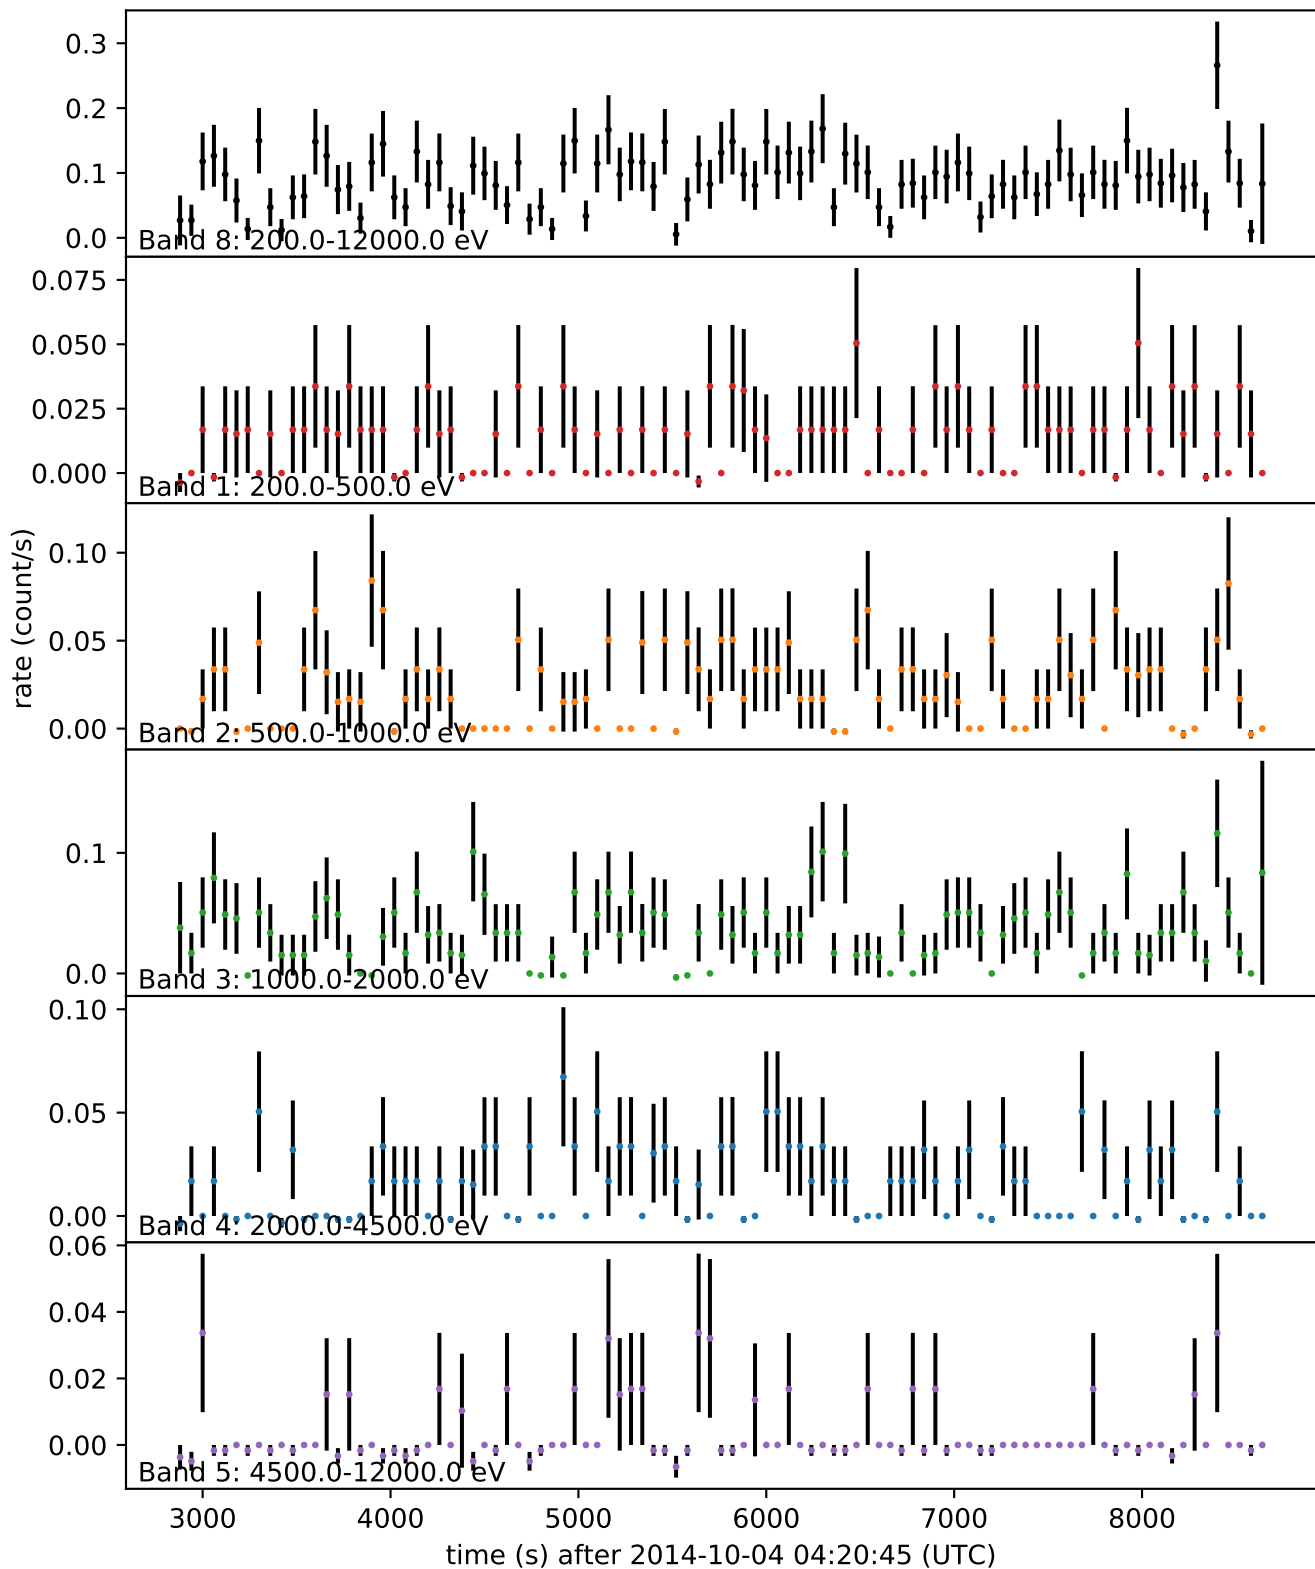 0.3
0.2
0.1
0.0
Band 8: 200.0-12000.0 eV
0.075
0.050
0.025
0.000
Band 1: 200.0-500.0 eV
rate (count/s)
0.10
0.05
0.00
Band 2: 500.0-1000.0 eV
0.1
0.0
Band 3: 1000.0-2000.0 eV
0.10
0.05
0.00
Band 4: 2000.0-4500.0 eV
0.06
0.04
0.02
0.00
Band 5: 4500.0-12000.0 eV
3000 4000 5000 6000 7000 8000
time (s) after 2014-10-04 04:20:45 (UTC)